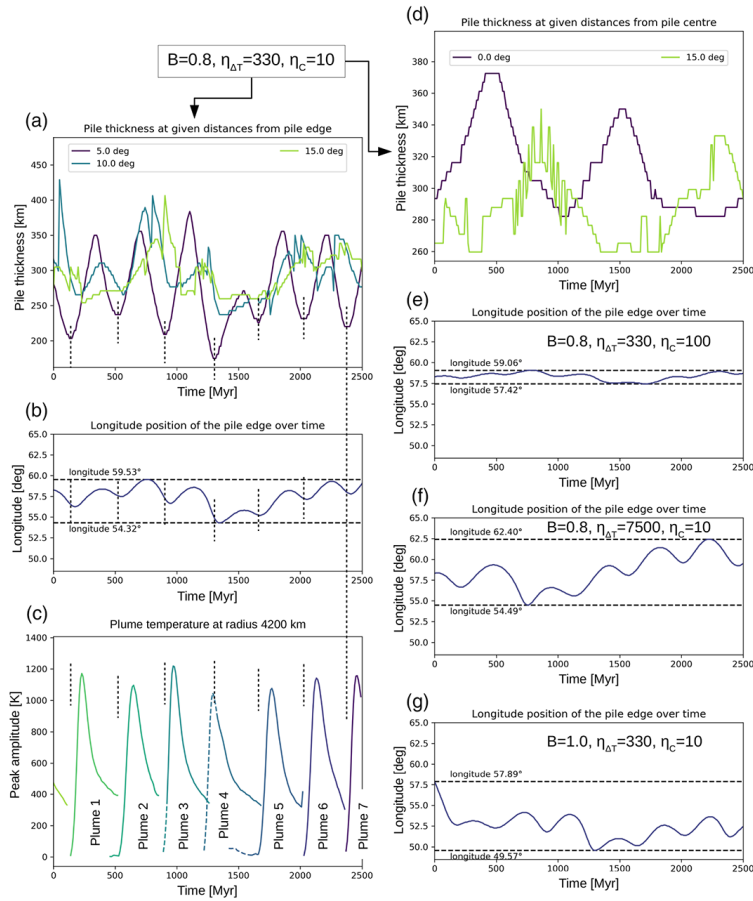 B=0.8, ηΔT=330, ηC=10
(a)
Pile thickness at given distances from pile edge
5.0 deg
10.0 deg
15.0 deg
Pile thickness [km]
450
400
350
300
250
200
0 500 1000 1500 2000 2500
Time [Myr]
(b)
Longitude position of the pile edge over time
Longitude [deg]
65.0
62.5
60.0
57.5
55.0
52.5
50.0
longitude 59.53°
longitude 54.32°
0 500 1000 1500 2000 2500
Time [Myr]
(c)
Plume temperature at radius 4200 km
Peak amplitude [K]
1400
1200
1000
800
600
400
200
0
Plume 1
Plume 2
Plume 3
Plume 4
Plume 5
Plume 6
Plume 7
0 500 1000 1500 2000 2500
Time [Myr]
(d)
Pile thickness at given distances from pile centre
0.0 deg
15.0 deg
Pile thickness [km]
380
360
340
320
300
280
260
0 500 1000 1500 2000 2500
Time [Myr]
(e)
Longitude position of the pile edge over time
B=0.8, ηΔT=330, ηC=100
Longitude [deg]
65.0
62.5
60.0
57.5
55.0
52.5
50.0
longitude 59.06°
longitude 57.42°
0 500 1000 1500 2000 2500
Time [Myr]
(f)
Longitude position of the pile edge over time
B=0.8, ηΔT=7500, ηC=10
Longitude [deg]
65.0
62.5
60.0
57.5
55.0
52.5
50.0
longitude 62.40°
longitude 54.49°
0 500 1000 1500 2000 2500
Time [Myr]
(g)
Longitude position of the pile edge over time
B=1.0, ηΔT=330, ηC=10
Longitude [deg]
65.0
62.5
60.0
57.5
55.0
52.5
50.0
longitude 57.89°
longitude 49.57°
0 500 1000 1500 2000 2500
Time [Myr]